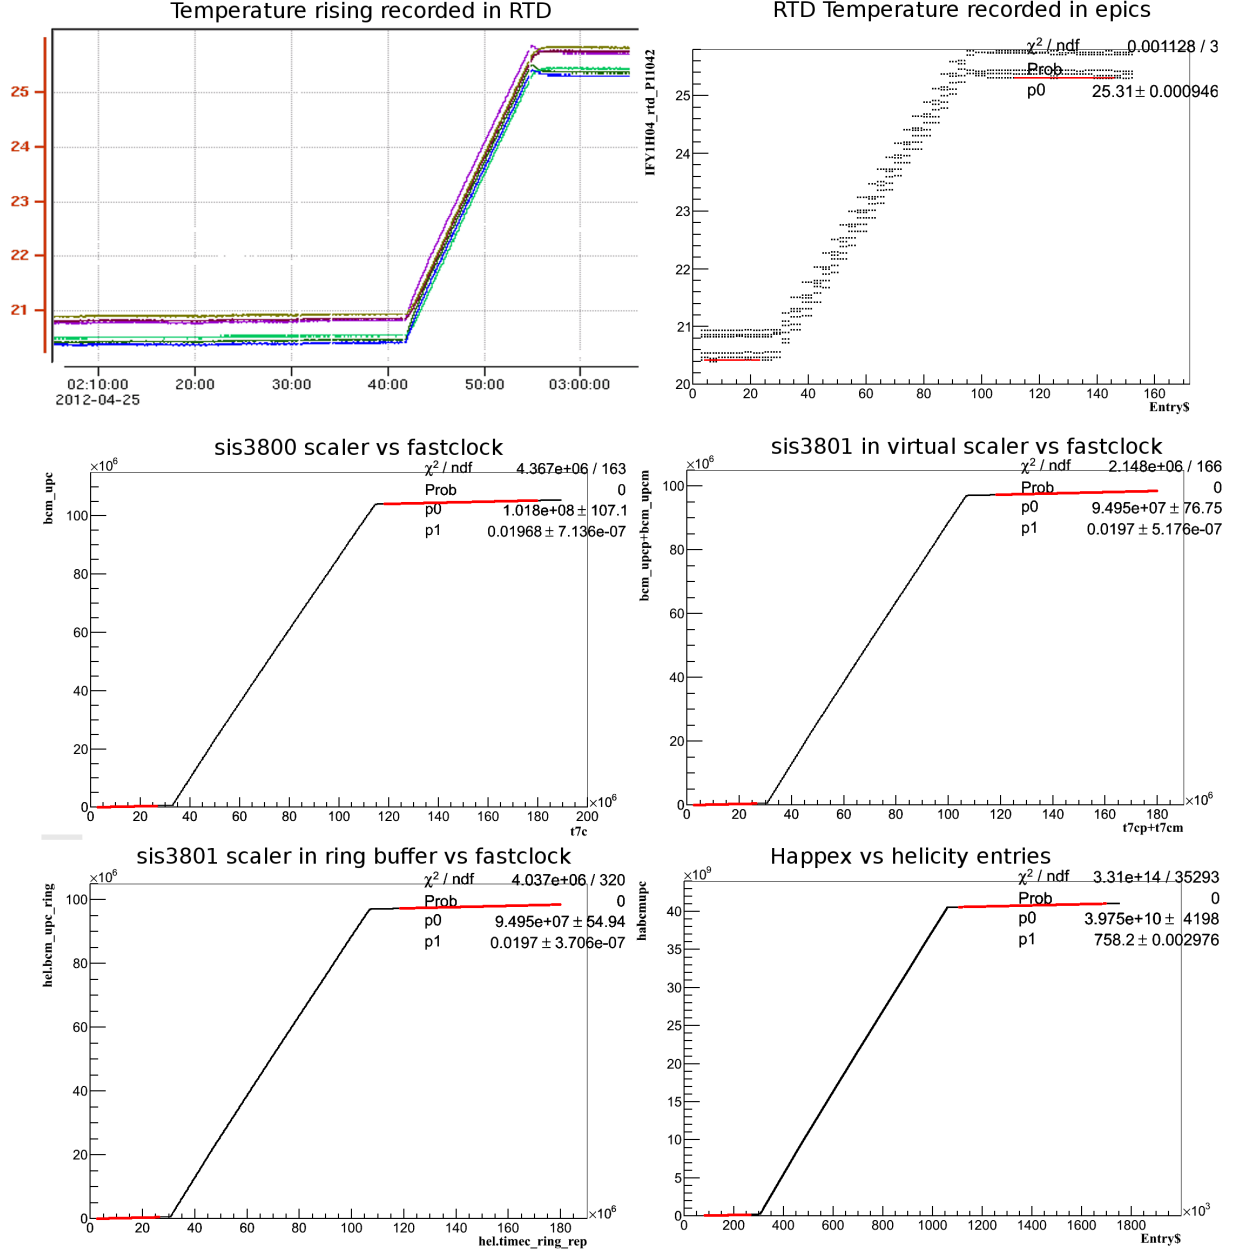 Temperature rising recorded in RTD
25
24
23
22
21
02:10:00 20:00 30:00 40:00 50:00 03:00:00
2012-04-25
RTD Temperature recorded in epics
χ² / ndf 0.001128 / 3
Prob
p0 25.31 ± 0.000946
IFY1H04_rtd_P11042
25
24
23
22
21
20
0 20 40 60 80 100 120 140 160
Entry$
sis3800 scaler vs fastclock
×10⁶
χ² / ndf 4.367e+06 / 163
Prob 0
p0 1.018e+08 ± 107.1
p1 0.01968 ± 7.136e-07
bcm_upc
100
80
60
40
20
0
0 20 40 60 80 100 120 140 160 180 200
×10⁶
t7c
sis3801 in virtual scaler vs fastclock
×10⁶
χ² / ndf 2.148e+06 / 166
Prob 0
p0 9.495e+07 ± 76.75
p1 0.0197 ± 5.176e-07
bcm_upcp+bcm_upcm
100
80
60
40
20
0
0 20 40 60 80 100 120 140 160 180
×10⁶
t7cp+t7cm
sis3801 scaler in ring buffer vs fastclock
×10⁶
χ² / ndf 4.037e+06 / 320
Prob 0
p0 9.495e+07 ± 54.94
p1 0.0197 ± 3.706e-07
hel.bcm_upc_ring
100
80
60
40
20
0
0 20 40 60 80 100 120 140 160 180
×10⁶
hel.timec_ring_rep
Happex vs helicity entries
×10⁹
χ² / ndf 3.31e+14 / 35293
Prob 0
p0 3.975e+10 ± 4198
p1 758.2 ± 0.002976
habcmupc
40
35
30
25
20
15
10
5
0
0 200 400 600 800 1000 1200 1400 1600 1800
×10³
Entry$